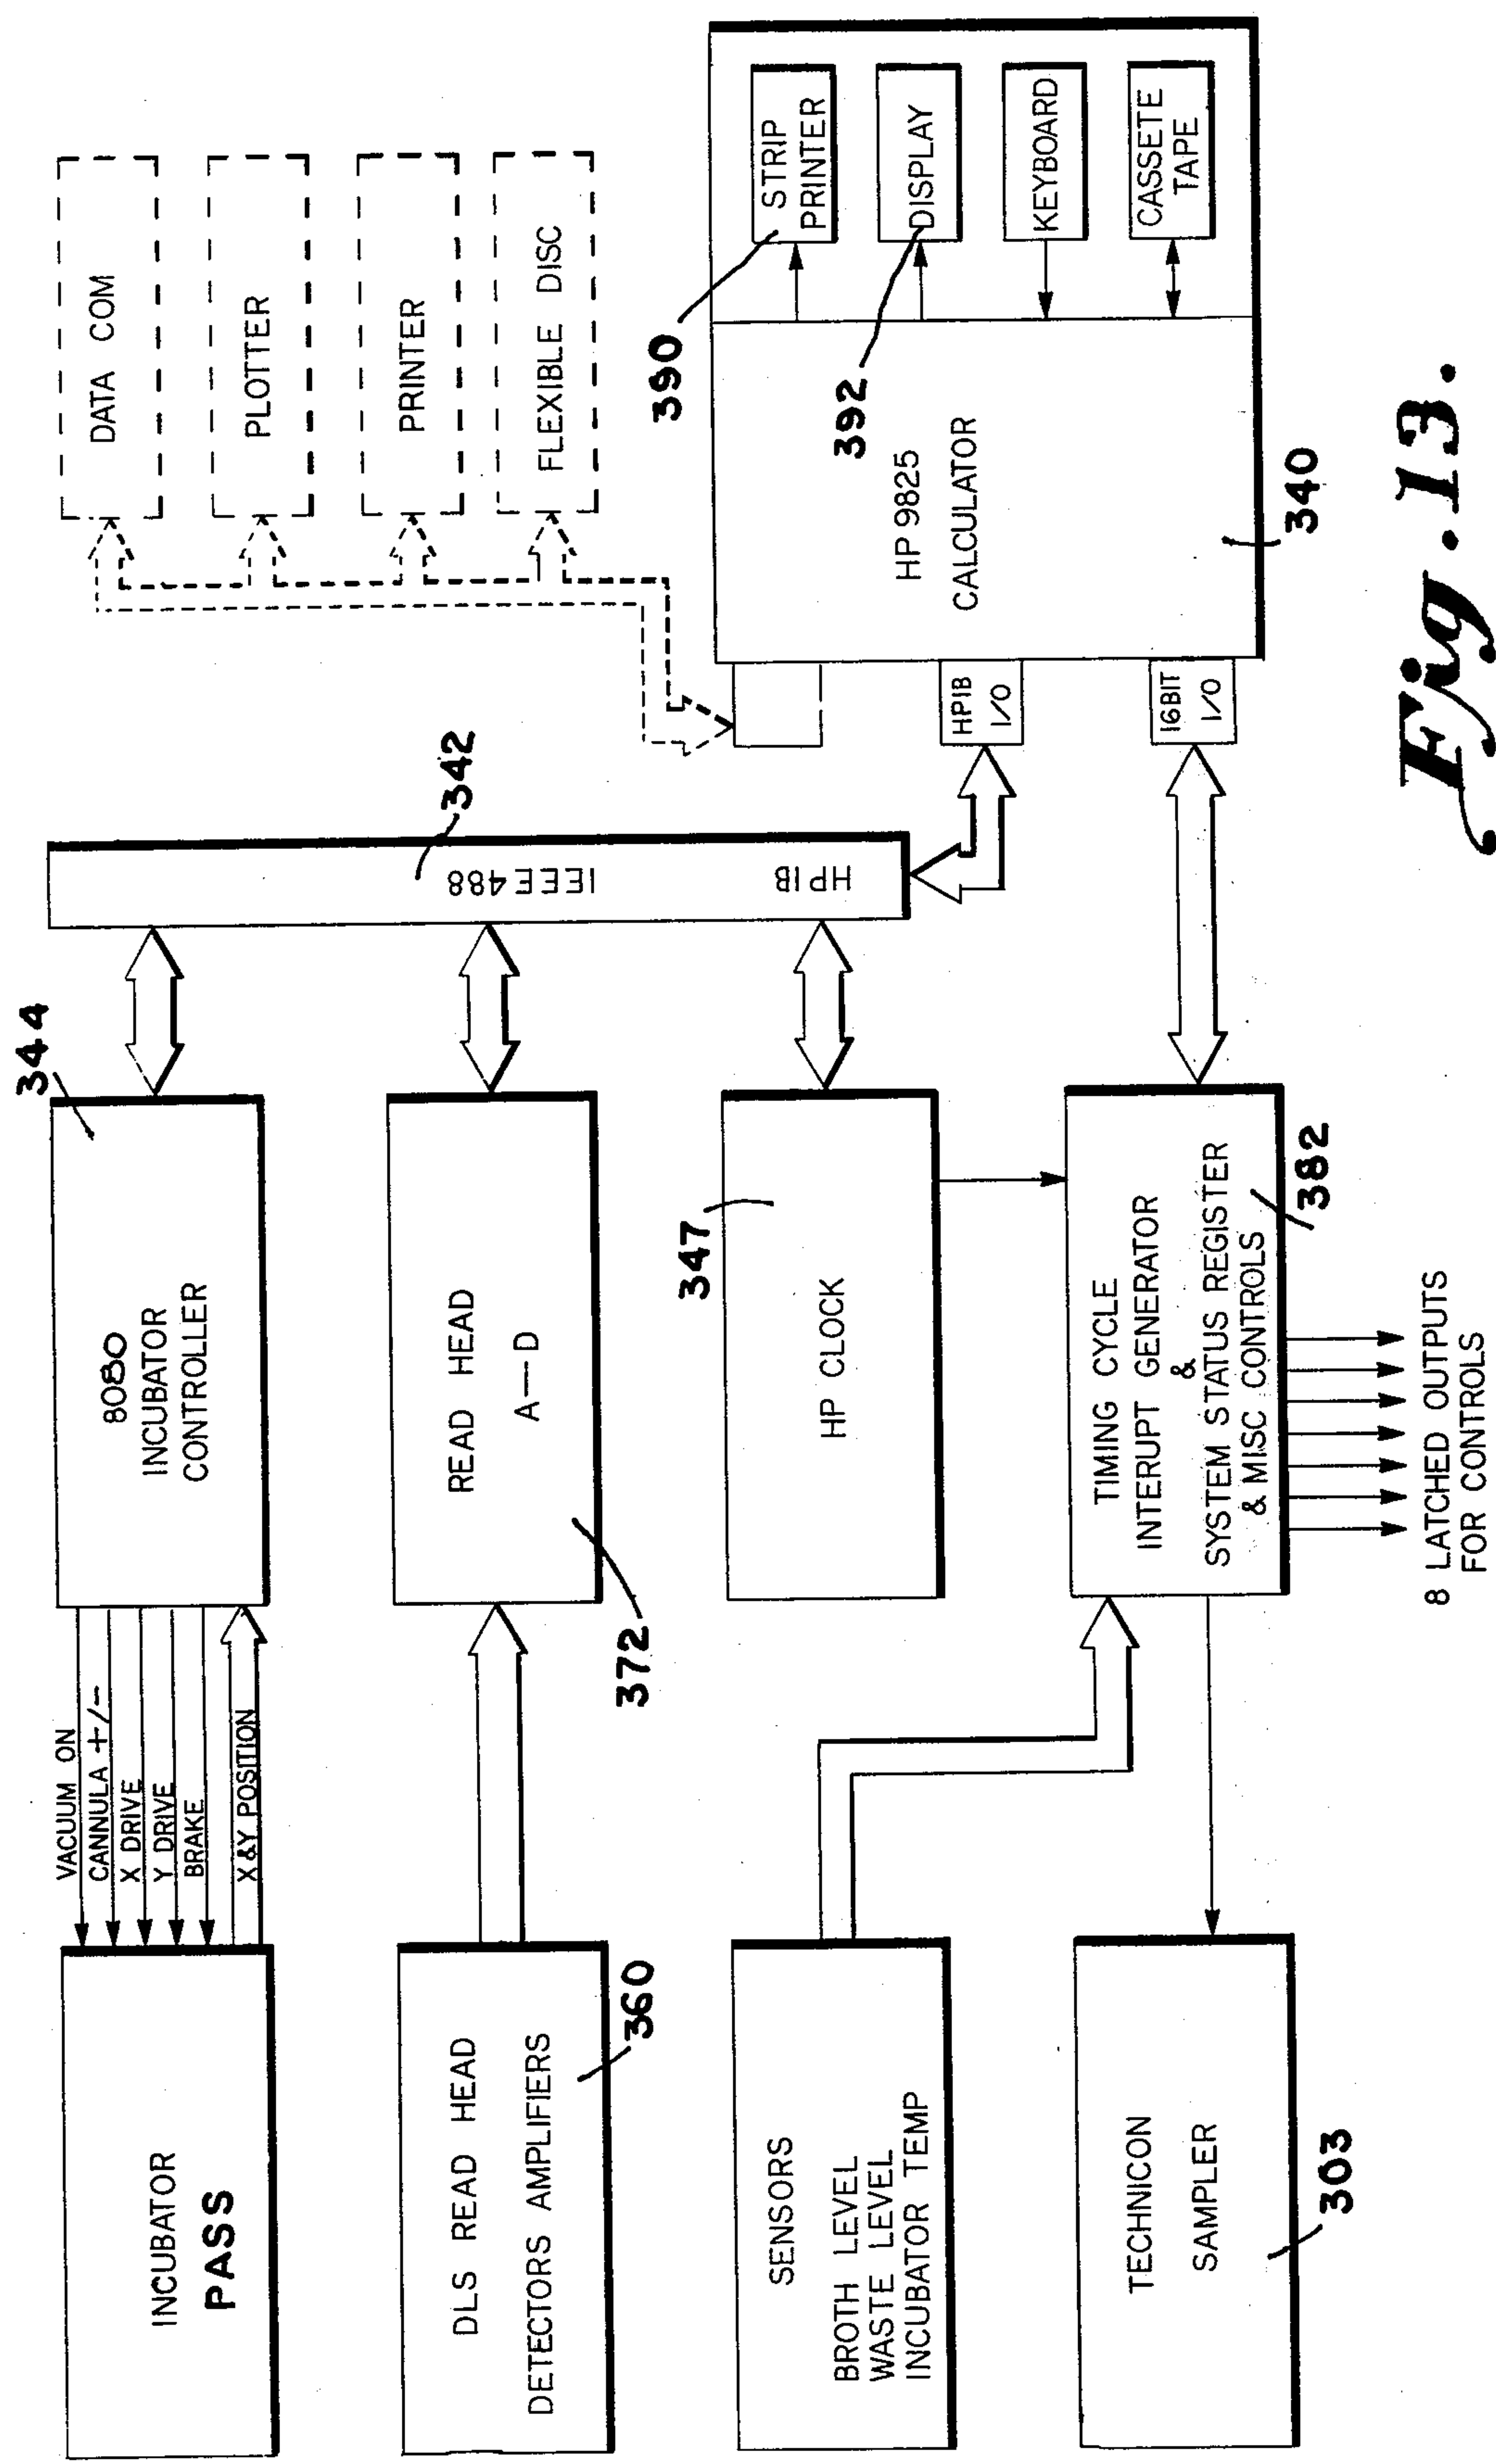 INCUBATOR
PASS
VACUUM ON
CANNULA +/-
X DRIVE
Y DRIVE
BRAKE
X & Y POSITION
344
8080
INCUBATOR
CONTROLLER
DLS READ HEAD
DETECTORS AMPLIFIERS
360
READ HEAD
A--D
372
SENSORS
BROTH LEVEL
WASTE LEVEL
INCUBATOR TEMP
347
HP CLOCK
TECHNICON
SAMPLER
303
TIMING CYCLE
INTERUPT GENERATOR
&
SYSTEM STATUS REGISTER
& MISC CONTROLS
382
8 LATCHED OUTPUTS
FOR CONTROLS
342
IEEE488
HPIB
DATA COM
PLOTTER
PRINTER
FLEXIBLE DISC
HPIB
I/O
16BIT
I/O
HP 9825
CALCULATOR
340
390
STRIP
PRINTER
392
DISPLAY
KEYBOARD
CASSETE
TAPE
Fig. 13.